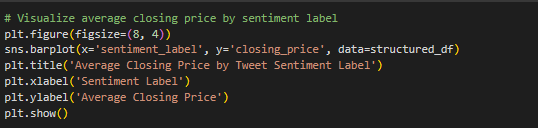 # Visualize average closing price by sentiment label
plt.figure(figsize=(8, 4))
sns.barplot(x='sentiment_label', y='closing_price', data=structured_df)
plt.title('Average Closing Price by Tweet Sentiment Label')
plt.xlabel('Sentiment Label')
plt.ylabel('Average Closing Price')
plt.show()